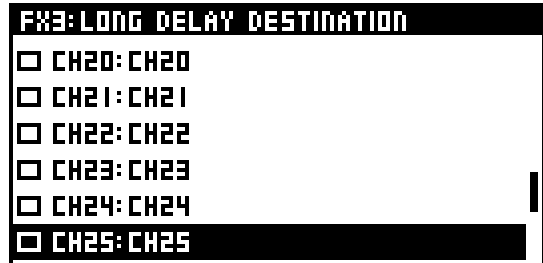 FX3: LONG DELAY DESTINATION
CH20: CH20
CH21: CH21
CH22: CH22
CH23: CH23
CH24: CH24
CH25: CH25